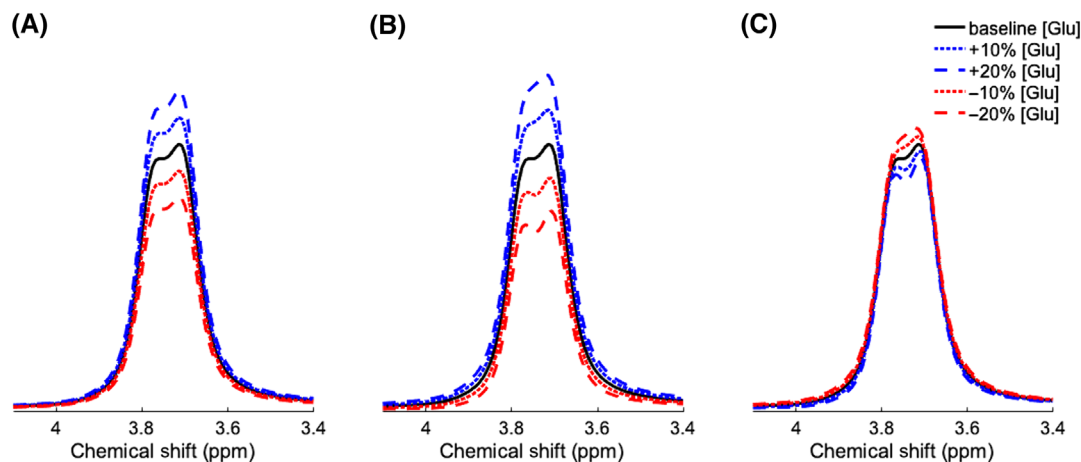 (A)
(B)
(C)
baseline [Glu]
+10% [Glu]
+20% [Glu]
–10% [Glu]
–20% [Glu]
4 3.8 3.6 3.4
Chemical shift (ppm)
4 3.8 3.6 3.4
Chemical shift (ppm)
4 3.8 3.6 3.4
Chemical shift (ppm)